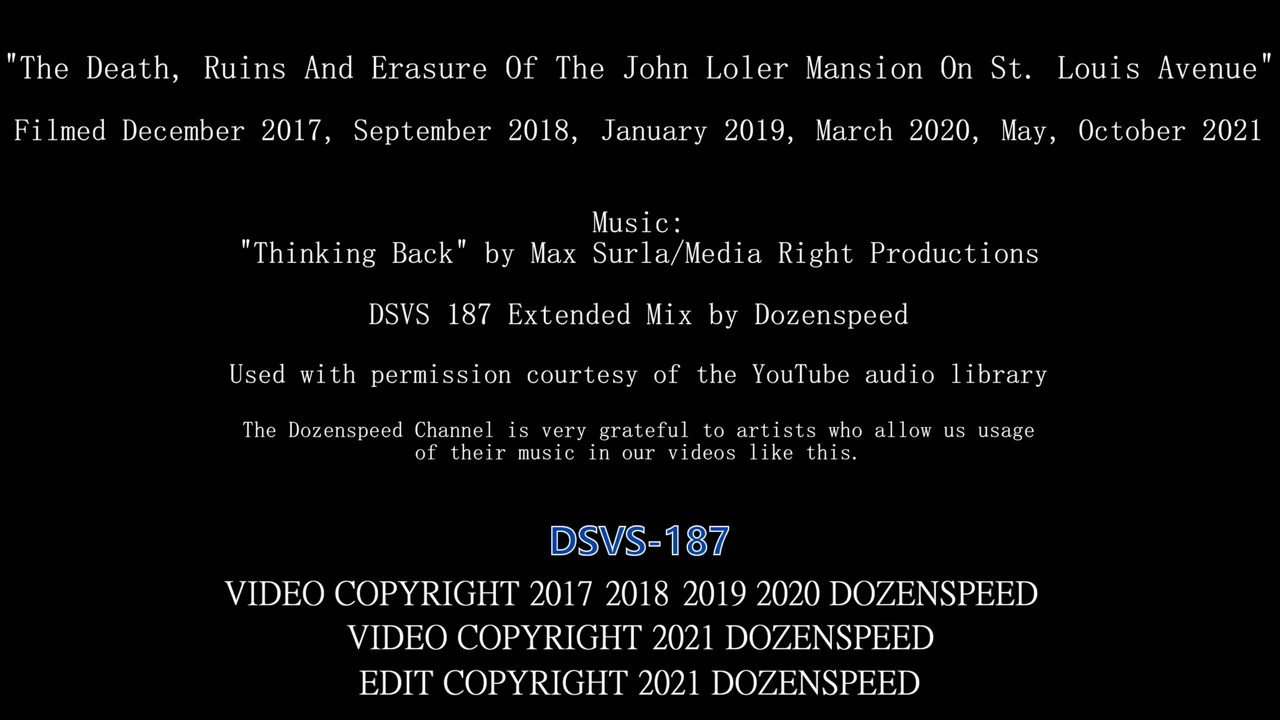 "The Death, Ruins And Erasure Of The John Loler Mansion On St. Louis Avenue"
Filmed December 2017, September 2018, January 2019, March 2020, May, October 2021
Music:
"Thinking Back" by Max Surla/Media Right Productions
DSVS 187 Extended Mix by Dozenspeed
Used with permission courtesy of the YouTube audio library
The Dozenspeed Channel is very grateful to artists who allow us usage
of their music in our videos like this.
DSVS-187
VIDEO COPYRIGHT 2017 2018 2019 2020 DOZENSPEED
VIDEO COPYRIGHT 2021 DOZENSPEED
EDIT COPYRIGHT 2021 DOZENSPEED